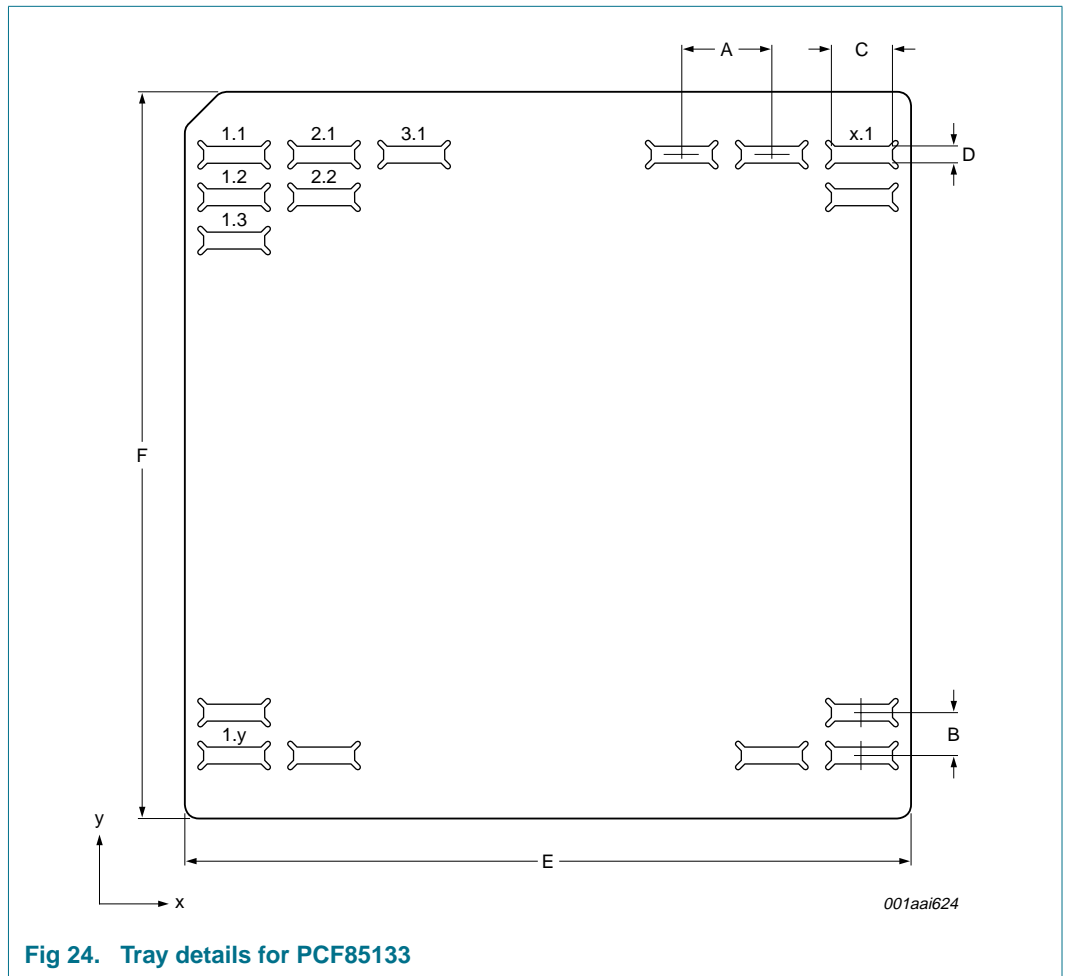 A C
1.1 2.1 3.1 x.1
D
1.2 2.2
1.3
F
1.y
B
y
E
x
001aai624
Fig 24. Tray details for PCF85133